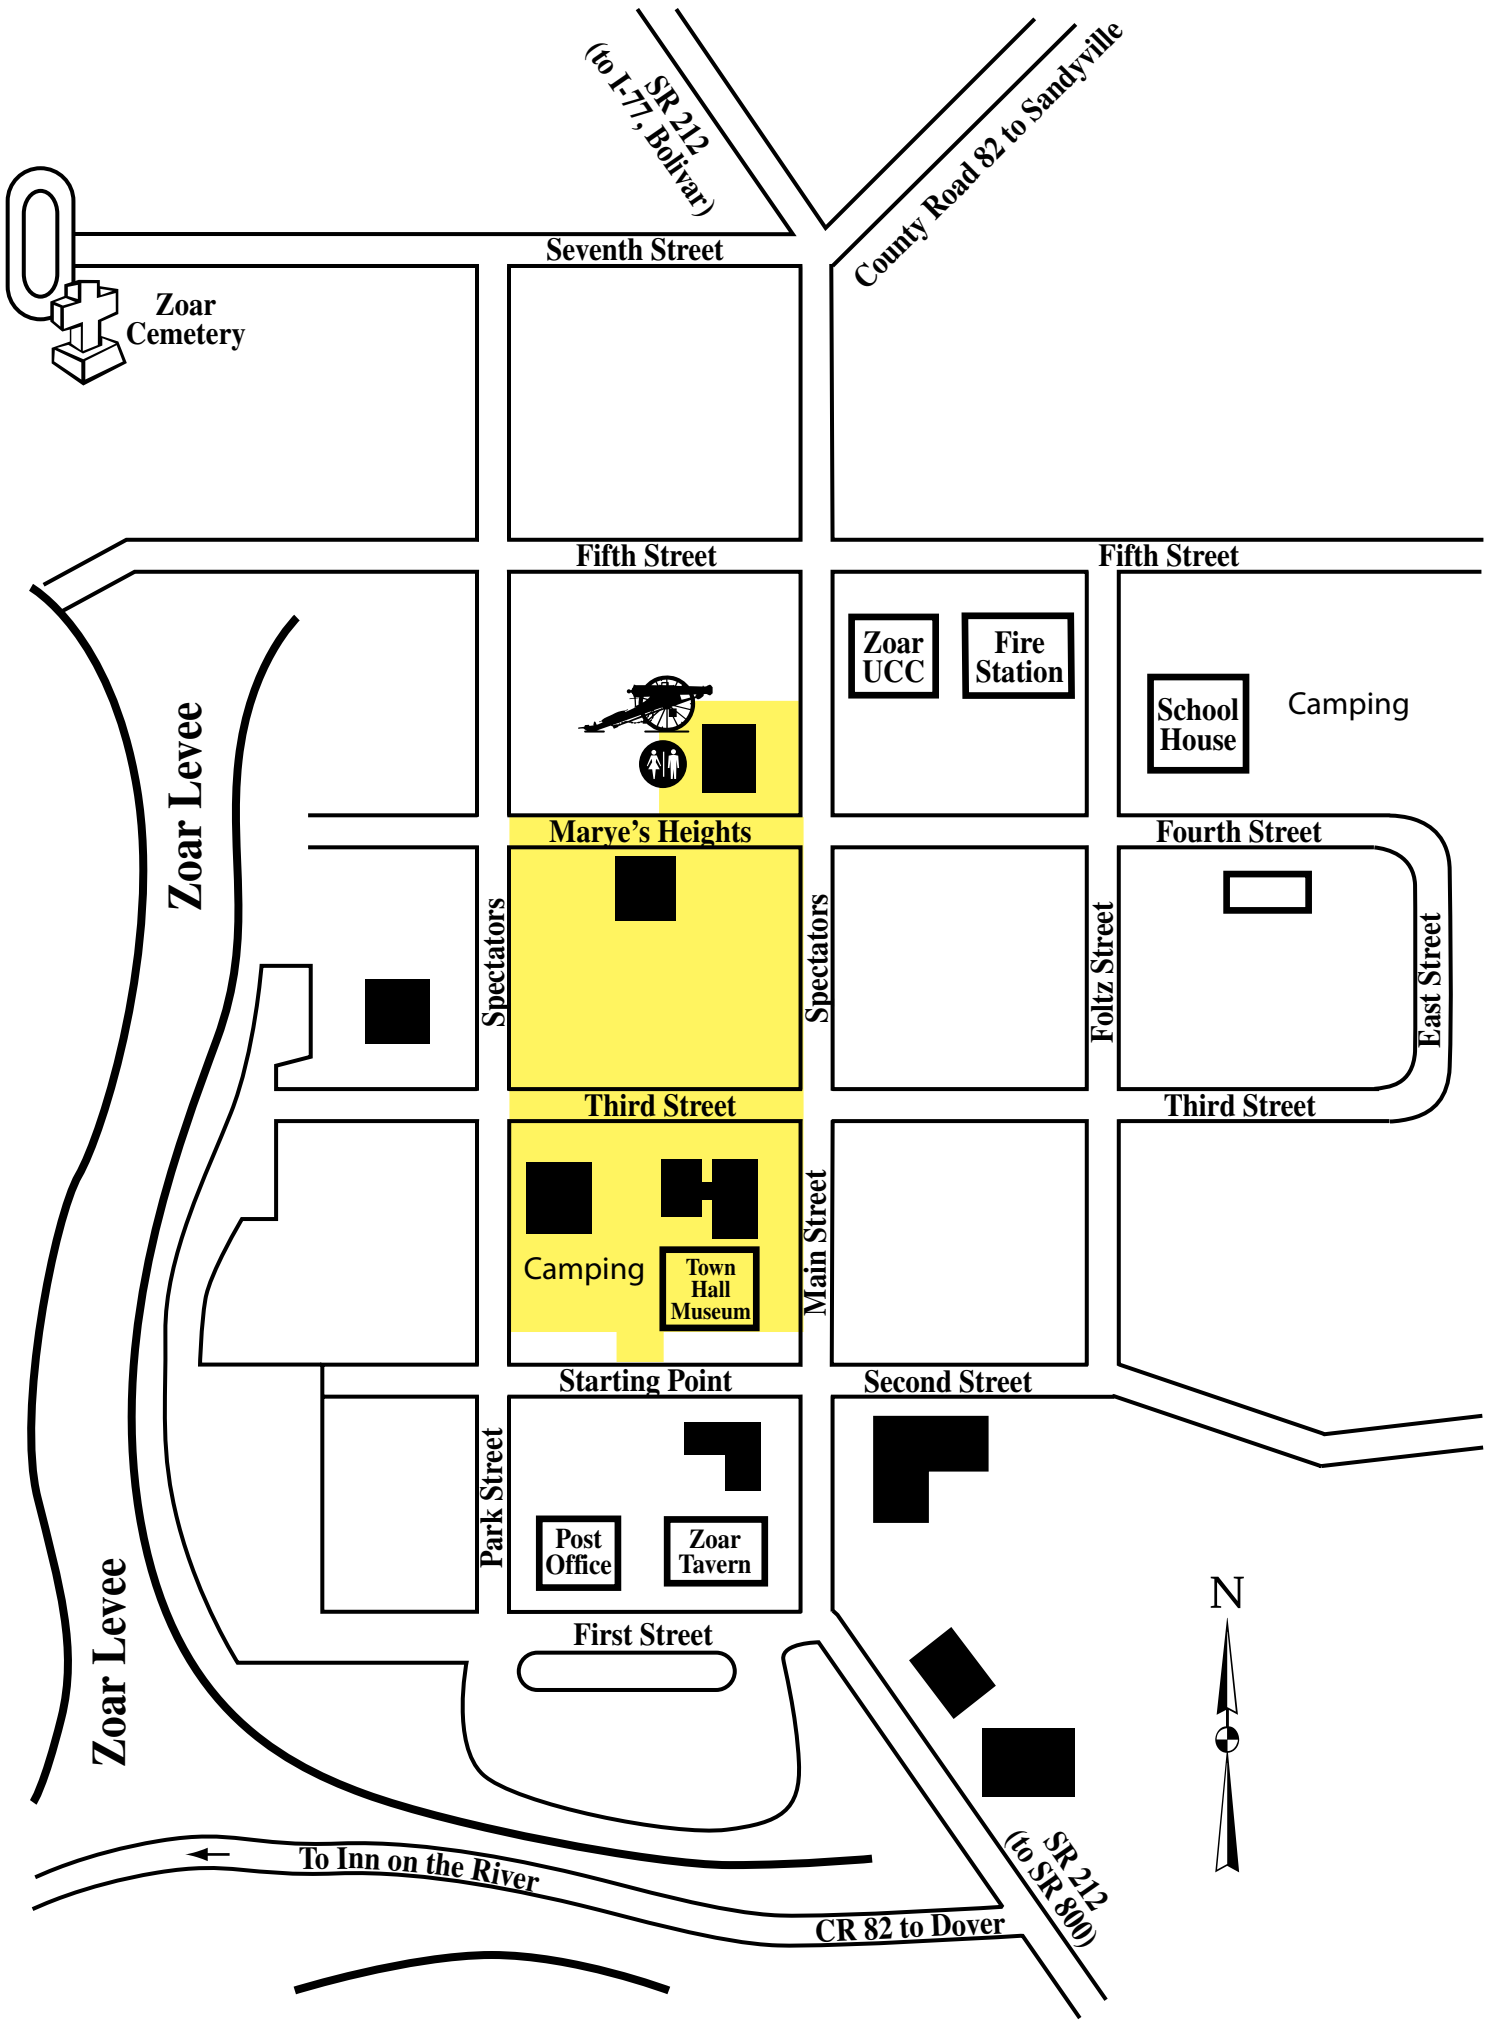 SR 212
(to I-77, Bolivar)
County Road 82 to Sandyville
Seventh Street
Zoar
Cemetery
Fifth Street
Fifth Street
Zoar
UCC
Fire
Station
School
House
Camping
Zoar Levee
Marye's Heights
Fourth Street
Spectators
Spectators
Foltz Street
East Street
Third Street
Third Street
Camping
Town
Hall
Museum
Main Street
Starting Point
Second Street
Park Street
Post
Office
Zoar
Tavern
Zoar Levee
First Street
N
To Inn on the River
SR 212
(to SR 800)
CR 82 to Dover